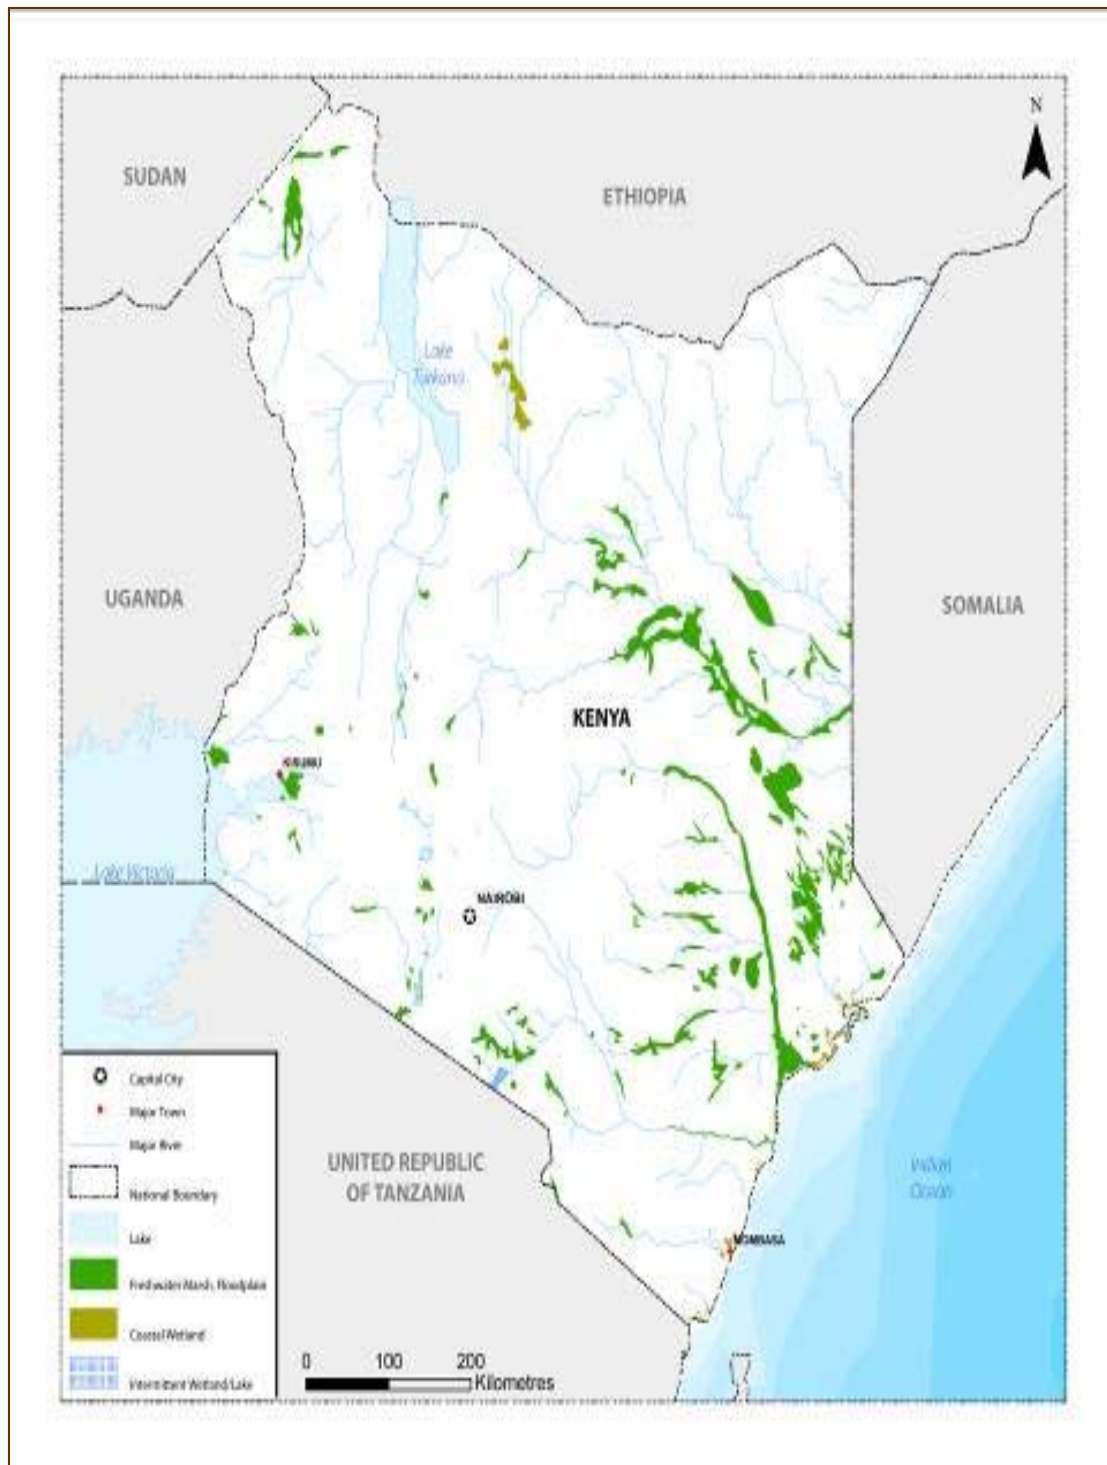 N
SUDAN
ETHIOPIA
Lake
Turkana
UGANDA
SOMALIA
KENYA
KISUMU
Lake Victoria
NAIROBI
Capital City
Major Town
Major River
National Boundary
Lake
Freshwater Marsh, Floodplain
Coastal Wetland
Intermittent Wetland/Lake
UNITED REPUBLIC
OF TANZANIA
Indian
Ocean
MOMBASA
0 100 200
Kilometres